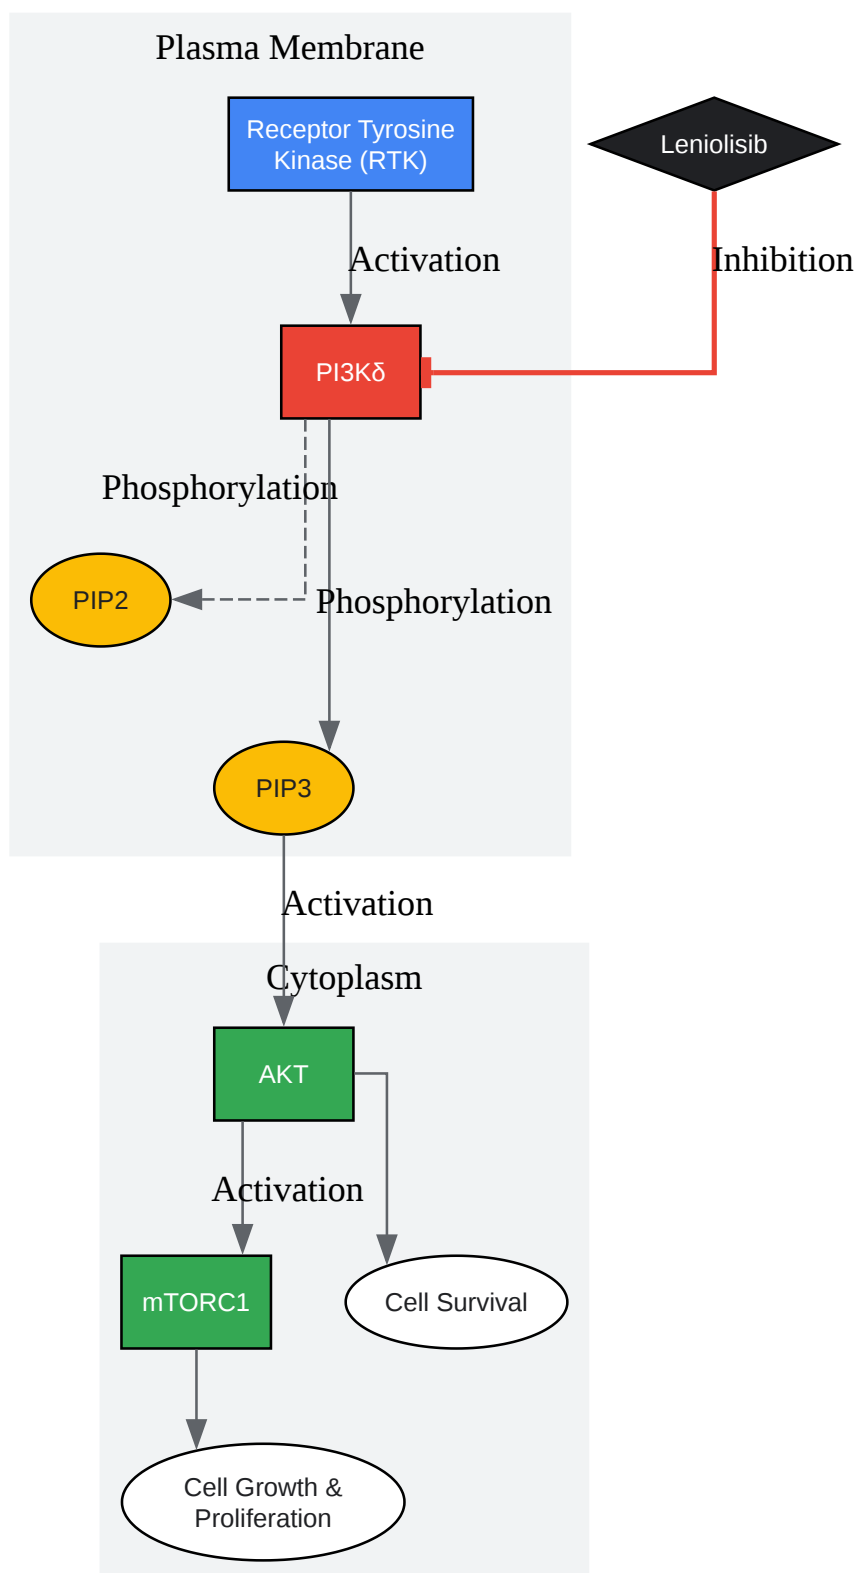 Plasma Membrane
Receptor Tyrosine
Kinase (RTK)
Leniolisib
Activation
Inhibition
PI3Kδ
Phosphorylation
PIP2
Phosphorylation
PIP3
Activation
Cytoplasm
AKT
Activation
mTORC1
Cell Survival
Cell Growth &
Proliferation